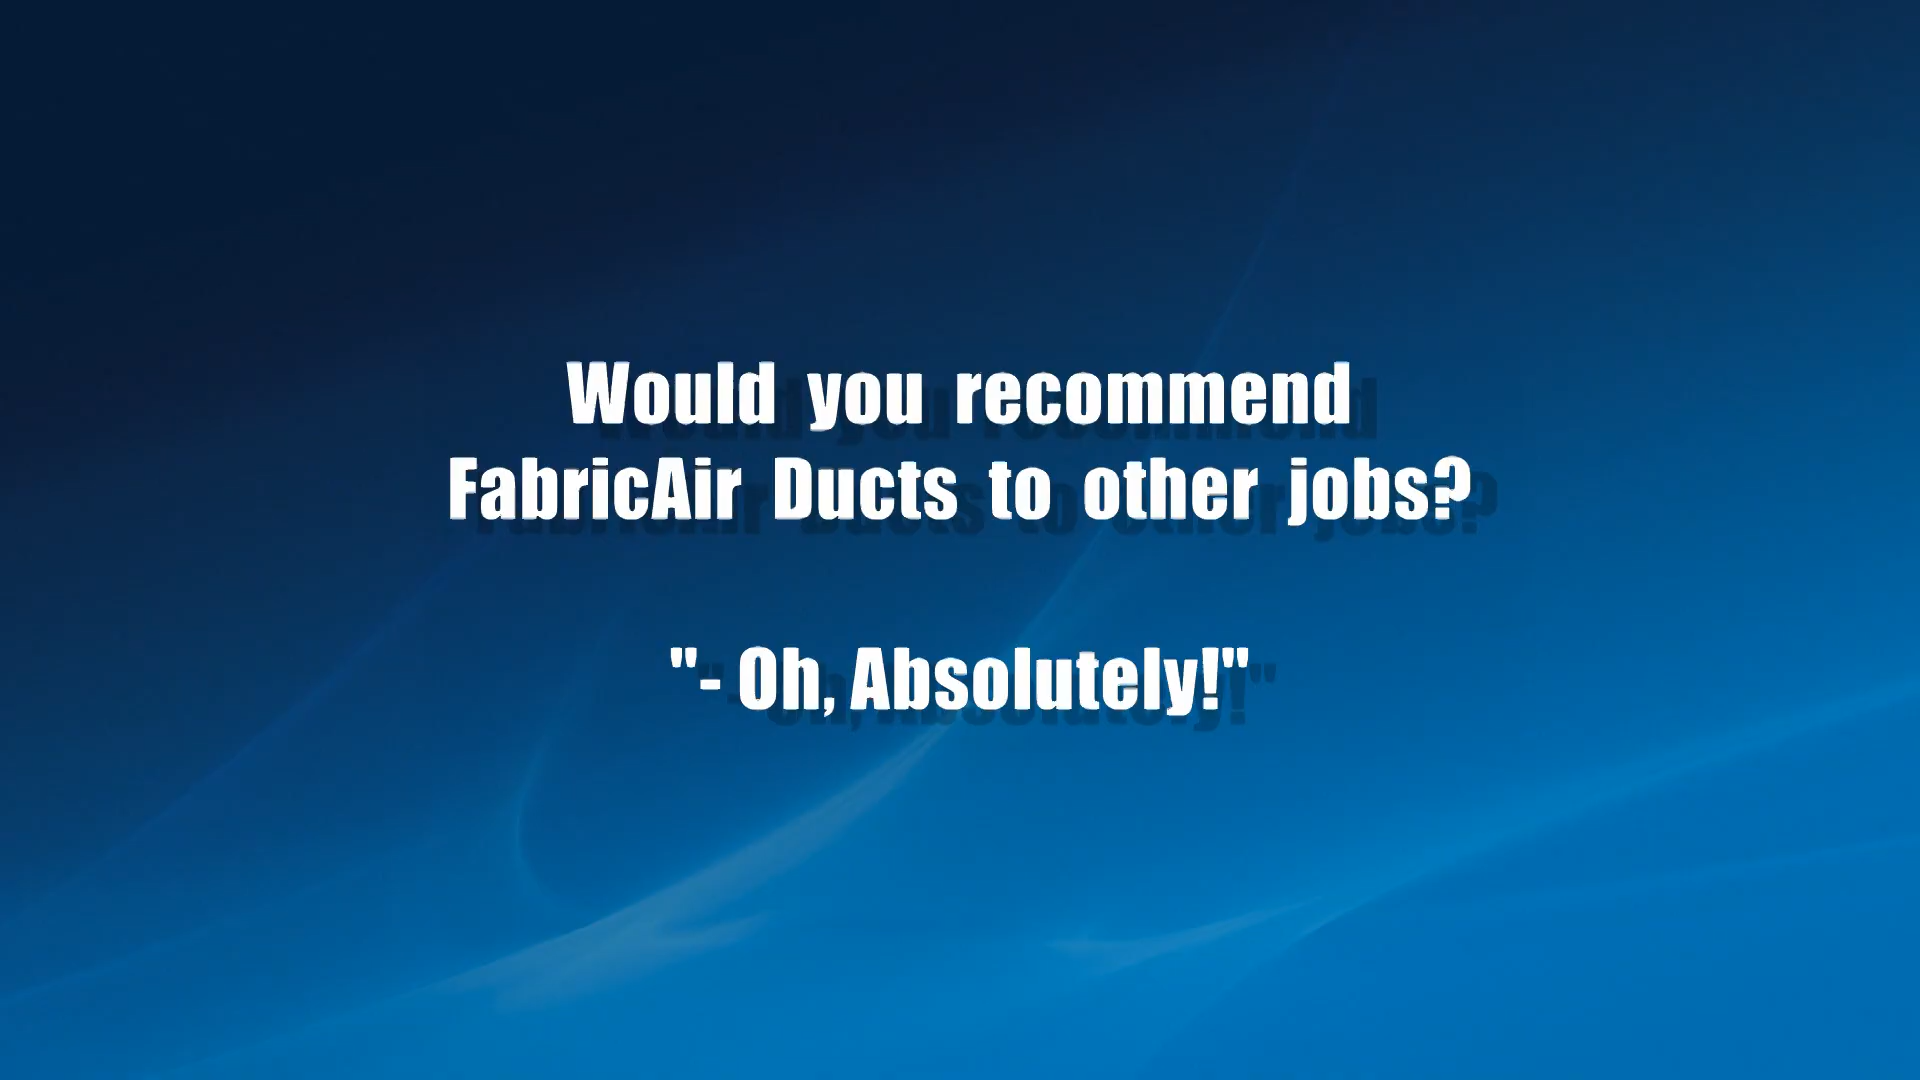 Would you recommend
FabricAir Ducts to other jobs?
"- Oh, Absolutely!"